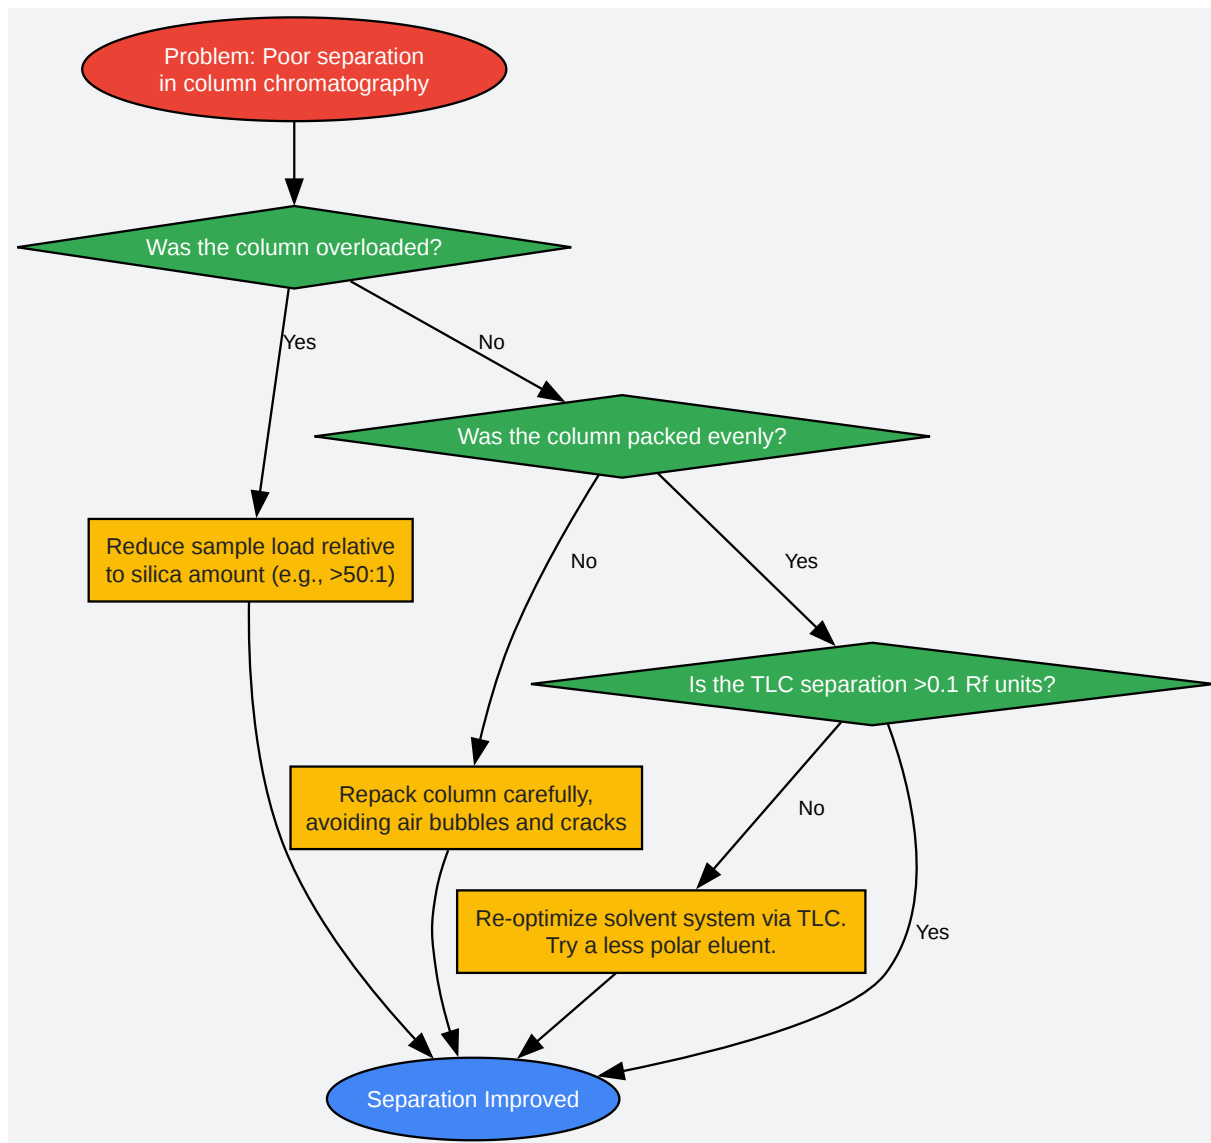 Problem: Poor separation
in column chromatography
Was the column overloaded?
Yes
No
Was the column packed evenly?
Reduce sample load relative
to silica amount (e.g., >50:1)
No
Yes
Is the TLC separation >0.1 Rf units?
Repack column carefully,
avoiding air bubbles and cracks
No
Re-optimize solvent system via TLC.
Try a less polar eluent.
Yes
Separation Improved